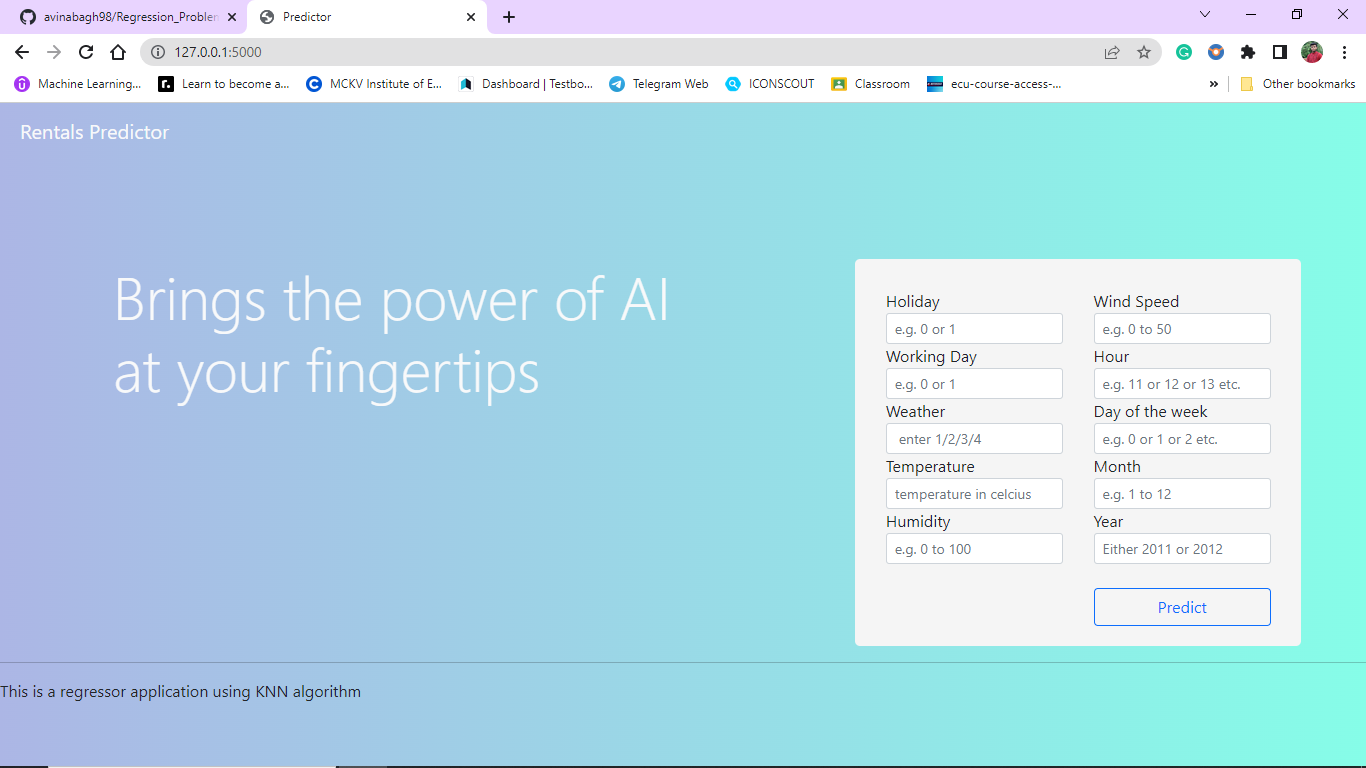 avinabagh98/Regression_Problem
Predictor
127.0.0.1:5000
Machine Learning...
Learn to become a...
MCKV Institute of E...
Dashboard | Testbo...
Telegram Web
ICONSCOUT
Classroom
ecu-course-access-...
»
Other bookmarks
Rentals Predictor
Brings the power of AI
at your fingertips
Holiday
e.g. 0 or 1
Working Day
e.g. 0 or 1
Weather
enter 1/2/3/4
Temperature
temperature in celcius
Humidity
e.g. 0 to 100
Wind Speed
e.g. 0 to 50
Hour
e.g. 11 or 12 or 13 etc.
Day of the week
e.g. 0 or 1 or 2 etc.
Month
e.g. 1 to 12
Year
Either 2011 or 2012
Predict
This is a regressor application using KNN algorithm